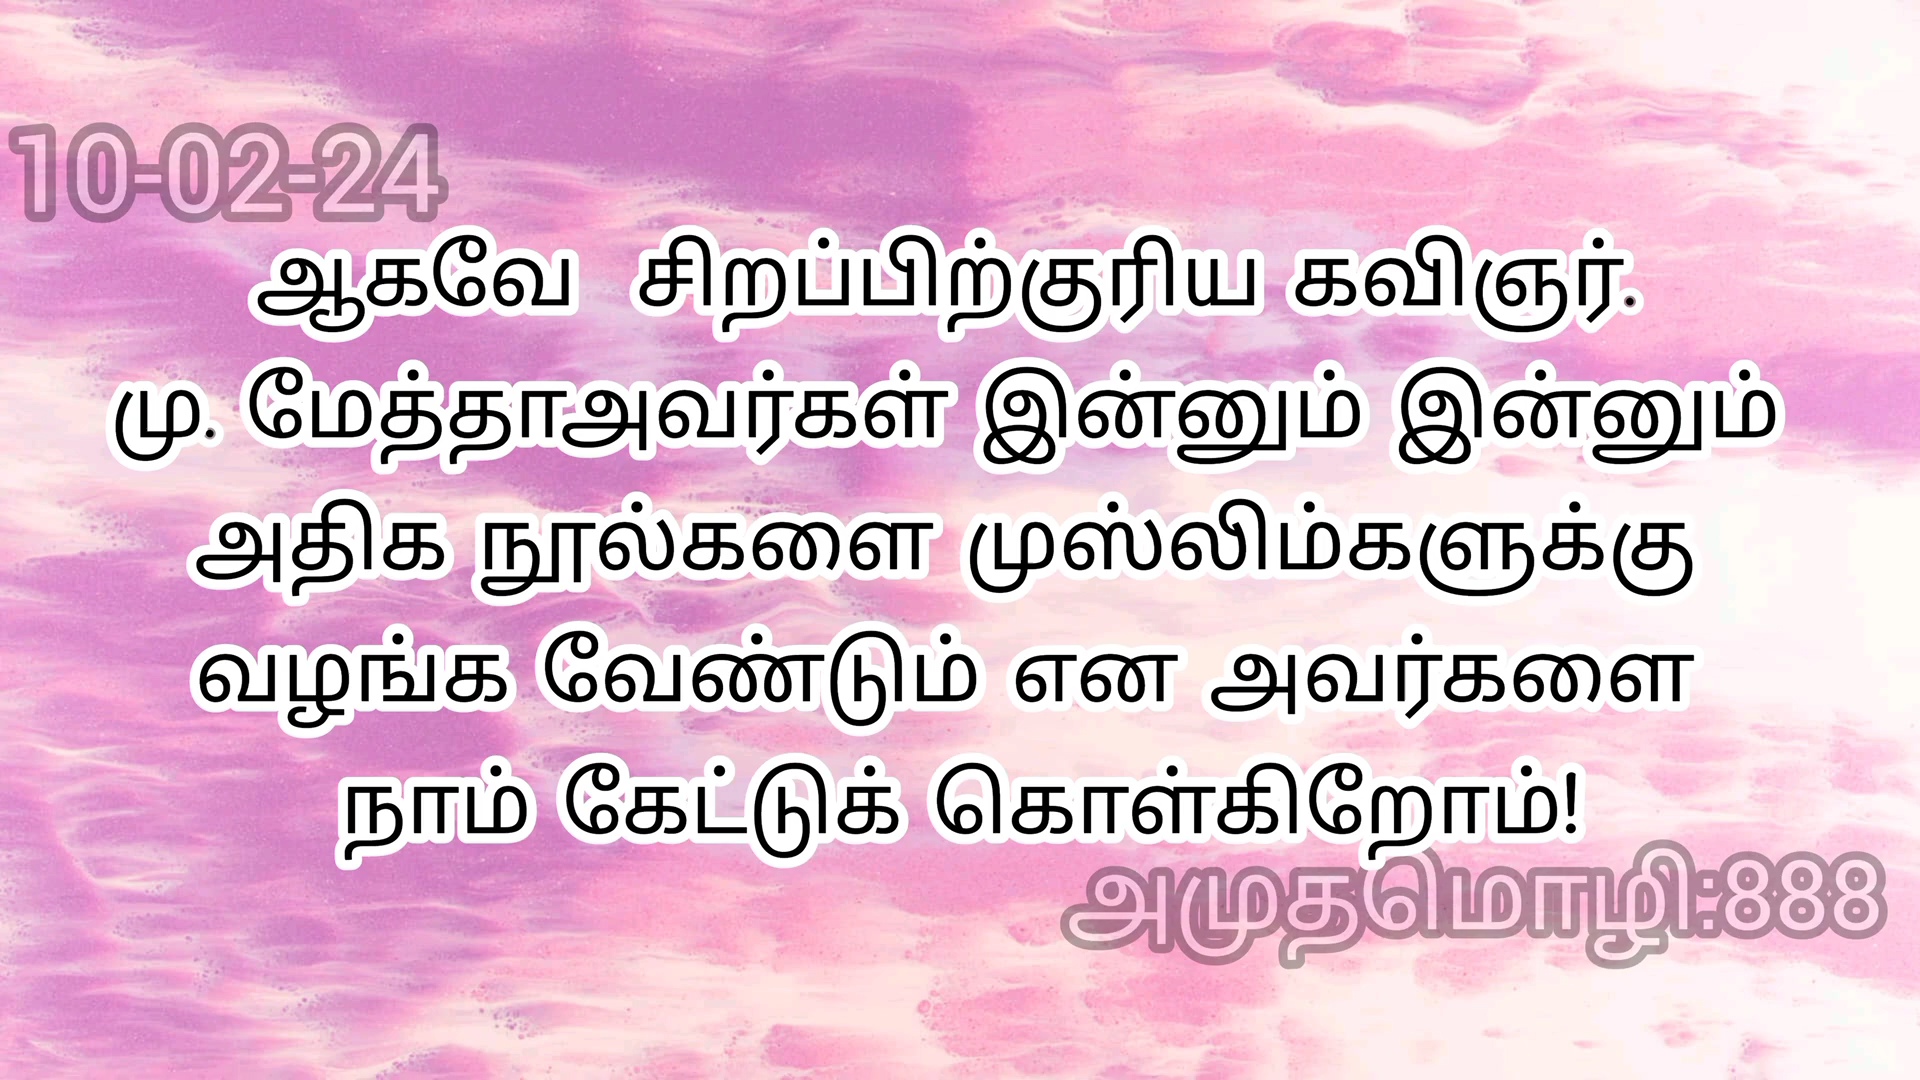 10-02-24
ஆகவே சிறப்பிற்குரிய கவிஞர்.
மு. மேத்தாஅவர்கள் இன்னும் இன்னும்
அதிக நூல்களை முஸ்லிம்களுக்கு
வழங்க வேண்டும் என அவர்களை
நாம் கேட்டுக் கொள்கிறோம்!
அமுதமொழி:888